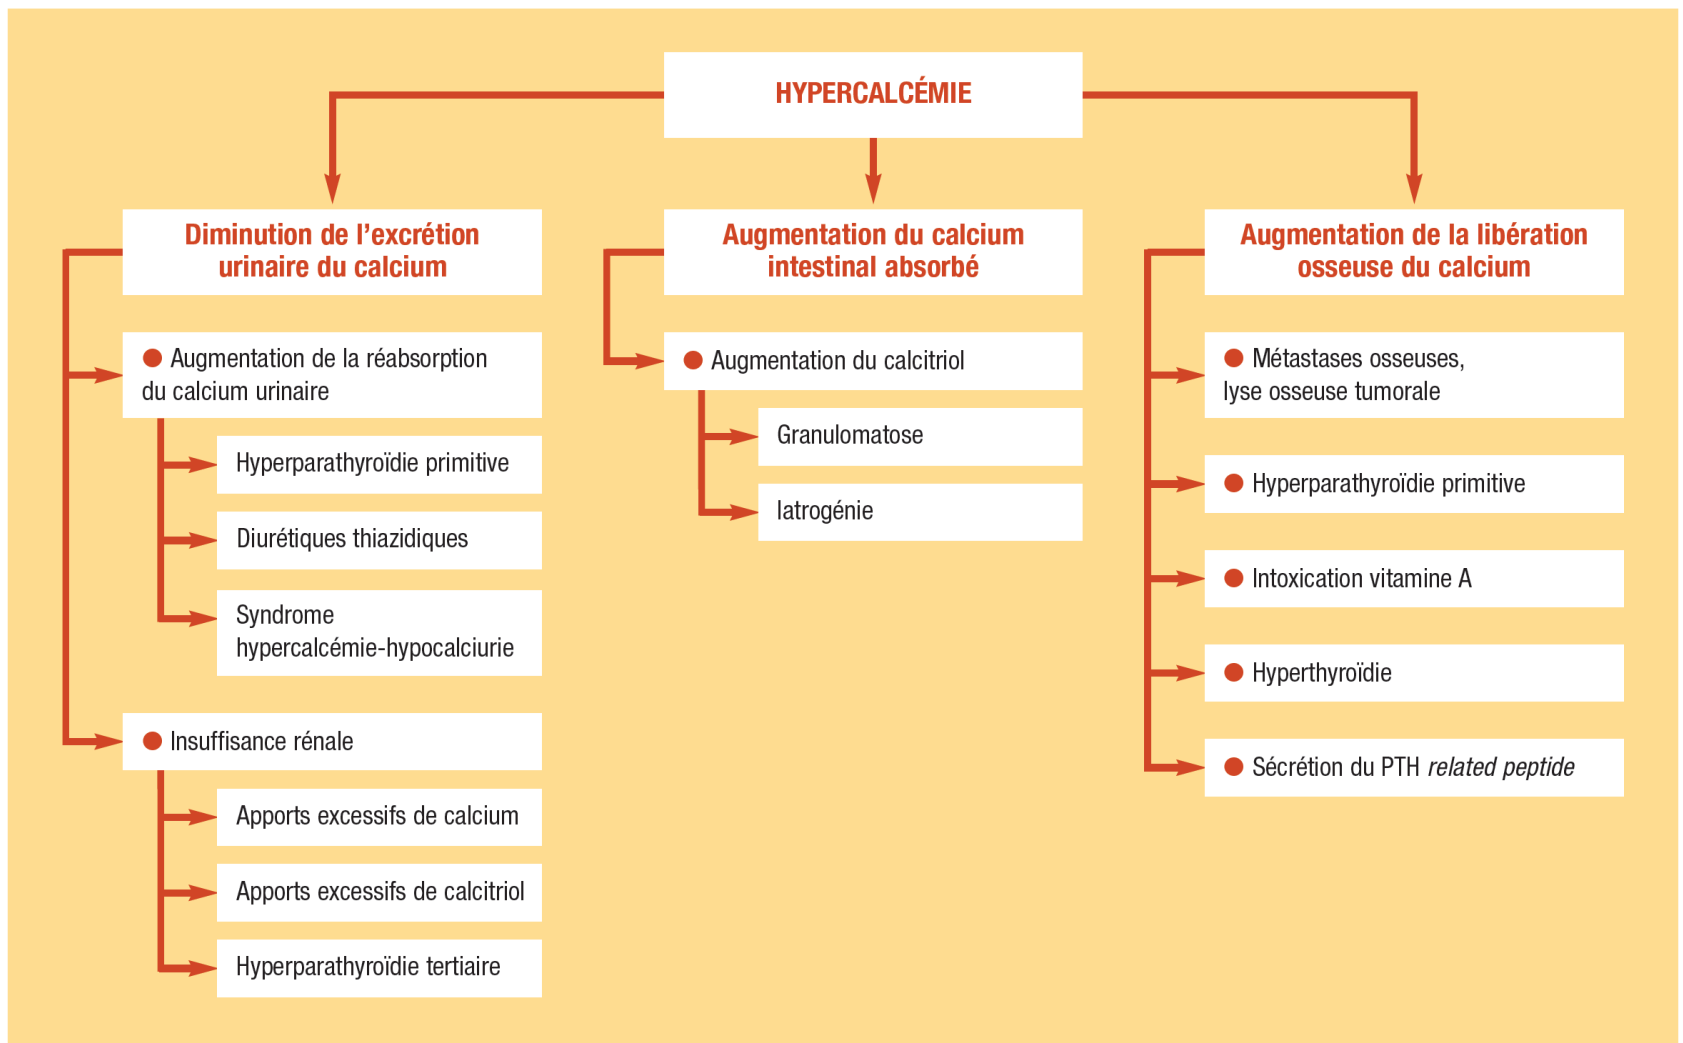 HYPERCALCÉMIE
Diminution de l’excrétion
urinaire du calcium
● Augmentation de la réabsorption
du calcium urinaire
Hyperparathyroïdie primitive
Diurétiques thiazidiques
Syndrome
hypercalcémie-hypocalciurie
● Insuffisance rénale
Apports excessifs de calcium
Apports excessifs de calcitriol
Hyperparathyroïdie tertiaire
Augmentation du calcium
intestinal absorbé
● Augmentation du calcitriol
Granulomatose
Iatrogénie
Augmentation de la libération
osseuse du calcium
● Métastases osseuses,
lyse osseuse tumorale
● Hyperparathyroïdie primitive
● Intoxication vitamine A
● Hyperthyroïdie
● Sécrétion du PTH related peptide